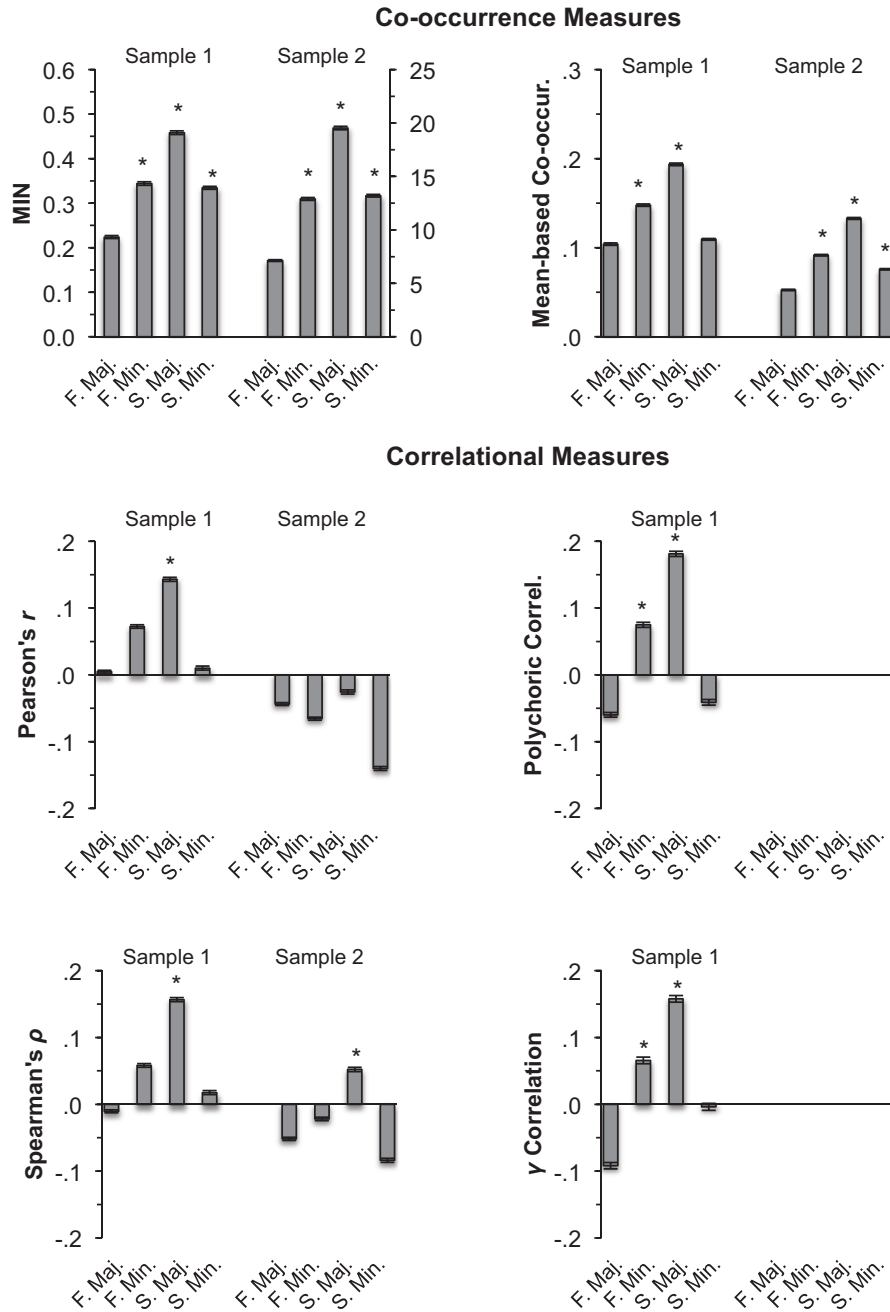 Co-occurrence Measures
Sample 1
Sample 2
MIN
0.6
0.5
0.4
0.3
0.2
0.1
0.0
25
20
15
10
5
0
*
*
*
*
*
*
F. Maj.
F. Min.
S. Maj.
S. Min.
F. Maj.
F. Min.
S. Maj.
S. Min.
Sample 1
Sample 2
Mean-based Co-occur.
.3
.2
0.1
.0
*
*
*
*
*
F. Maj.
F. Min.
S. Maj.
S. Min.
F. Maj.
F. Min.
S. Maj.
S. Min.
Correlational Measures
Sample 1
Sample 2
Pearson's r
.2
0.1
.0
-.1
-.2
*
F. Maj.
F. Min.
S. Maj.
S. Min.
F. Maj.
F. Min.
S. Maj.
S. Min.
Sample 1
Polychoric Correl.
.2
0.1
.0
-.1
-.2
*
*
F. Maj.
F. Min.
S. Maj.
S. Min.
F. Maj.
F. Min.
S. Maj.
S. Min.
Sample 1
Sample 2
Spearman's ρ
.2
0.1
.0
-.1
-.2
*
*
F. Maj.
F. Min.
S. Maj.
S. Min.
F. Maj.
F. Min.
S. Maj.
S. Min.
Sample 1
γ Correlation
.2
0.1
.0
-.1
-.2
*
*
F. Maj.
F. Min.
S. Maj.
S. Min.
F. Maj.
F. Min.
S. Maj.
S. Min.